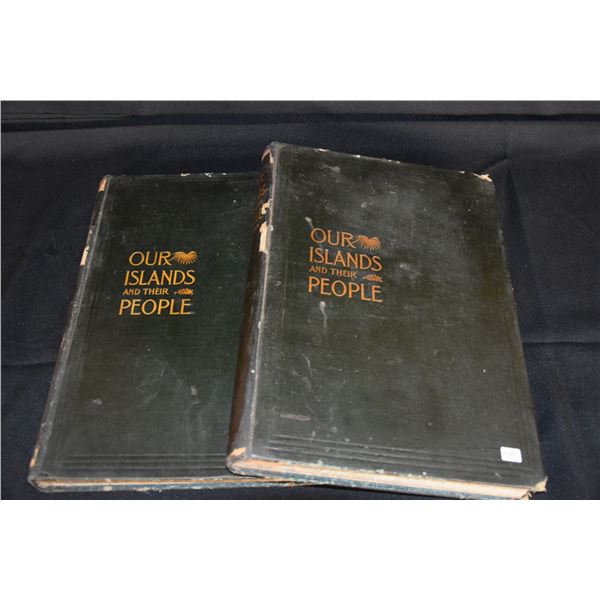 OUR
ISLANDS
AND THEIR
PEOPLE
OUR
ISLANDS
AND THEIR
PEOPLE